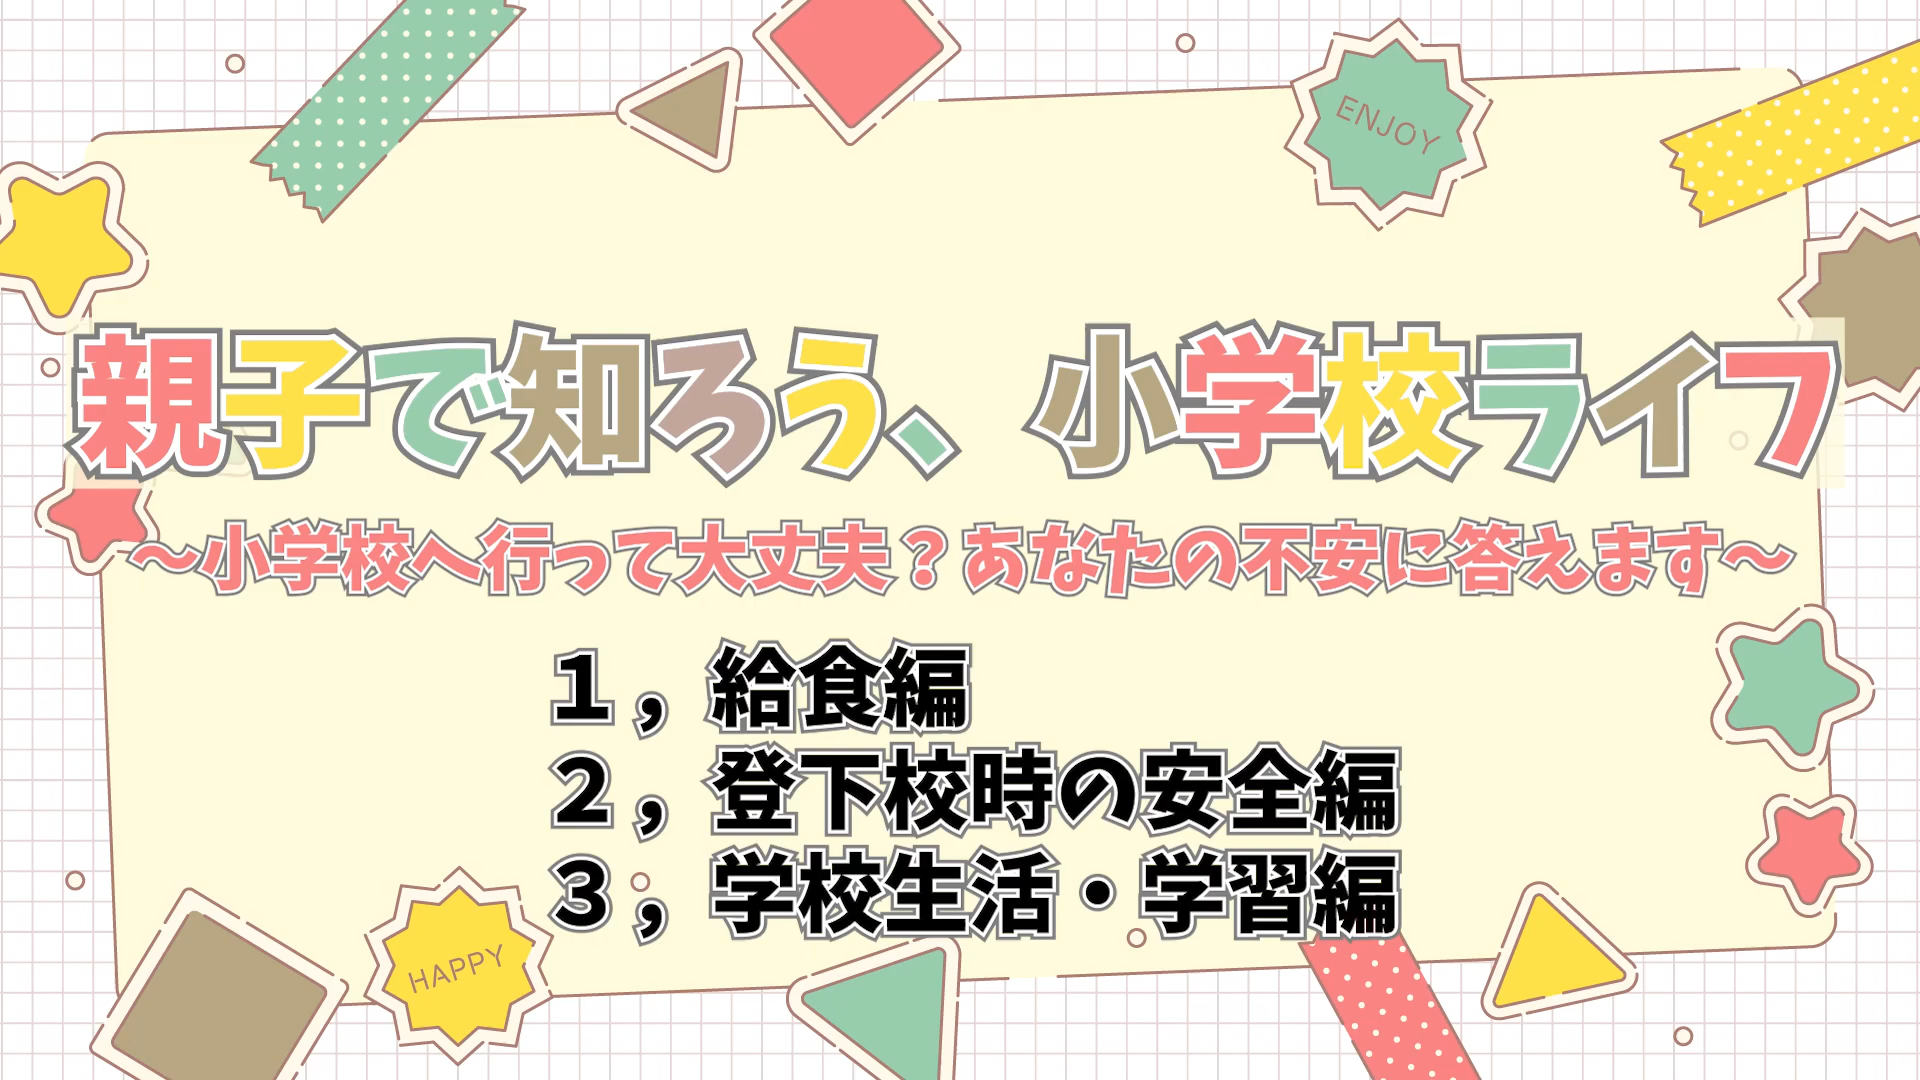 ENJOY
親子で知ろう、小学校ライフ
～小学校へ行って大丈夫？あなたの不安に答えます～
１，給食編
２，登下校時の安全編
３，学校生活・学習編
HAPPY